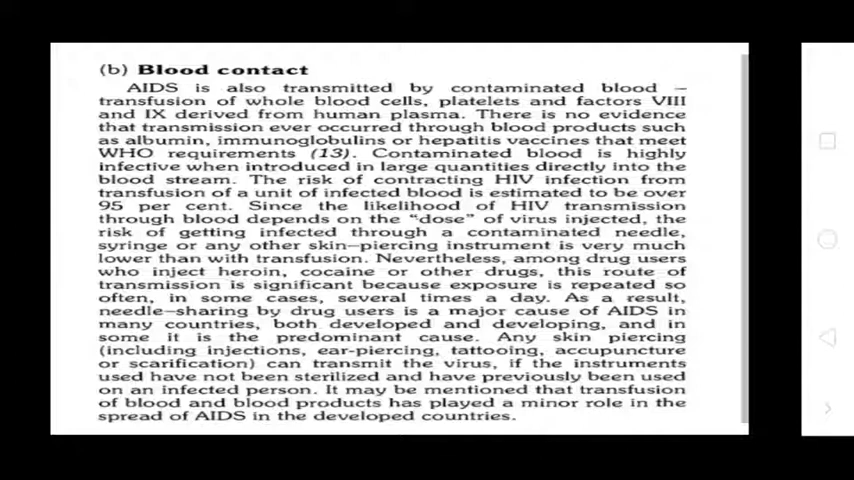 (b) Blood contact
AIDS is also transmitted by contaminated blood –
transfusion of whole blood cells, platelets and factors VIII
and IX derived from human plasma. There is no evidence
that transmission ever occurred through blood products such
as albumin, immunoglobulins or hepatitis vaccines that meet
WHO requirements (13). Contaminated blood is highly
infective when introduced in large quantities directly into the
blood stream. The risk of contracting HIV infection from
transfusion of a unit of infected blood is estimated to be over
95 per cent. Since the likelihood of HIV transmission
through blood depends on the “dose” of virus injected, the
risk of getting infected through a contaminated needle,
syringe or any other skin–piercing instrument is very much
lower than with transfusion. Nevertheless, among drug users
who inject heroin, cocaine or other drugs, this route of
transmission is significant because exposure is repeated so
often, in some cases, several times a day. As a result,
needle–sharing by drug users is a major cause of AIDS in
many countries, both developed and developing, and in
some it is the predominant cause. Any skin piercing
(including injections, ear-piercing, tattooing, accupuncture
or scarification) can transmit the virus, if the instruments
used have not been sterilized and have previously been used
on an infected person. It may be mentioned that transfusion
of blood and blood products has played a minor role in the
spread of AIDS in the developed countries.